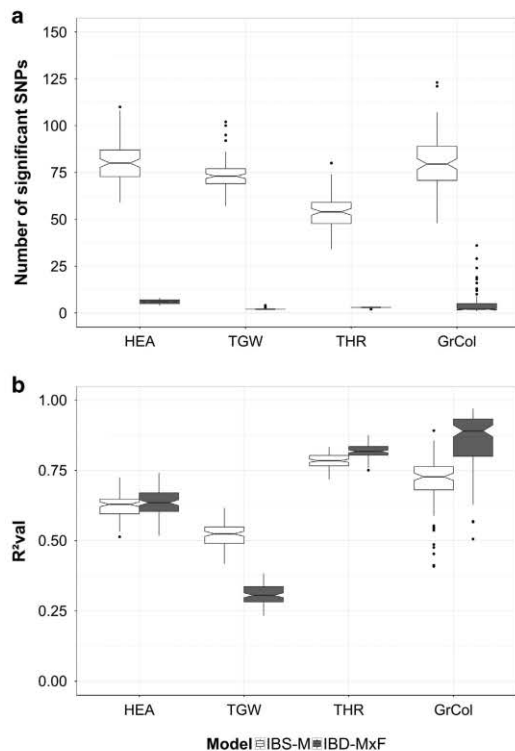 a
Number of significant SNPs
150
125
100
75
50
25
0
HEA TGW THR GrCol
b
R²val
1.00
0.75
0.50
0.25
0.00
HEA TGW THR GrCol
Model IBS-M IBD-MxF